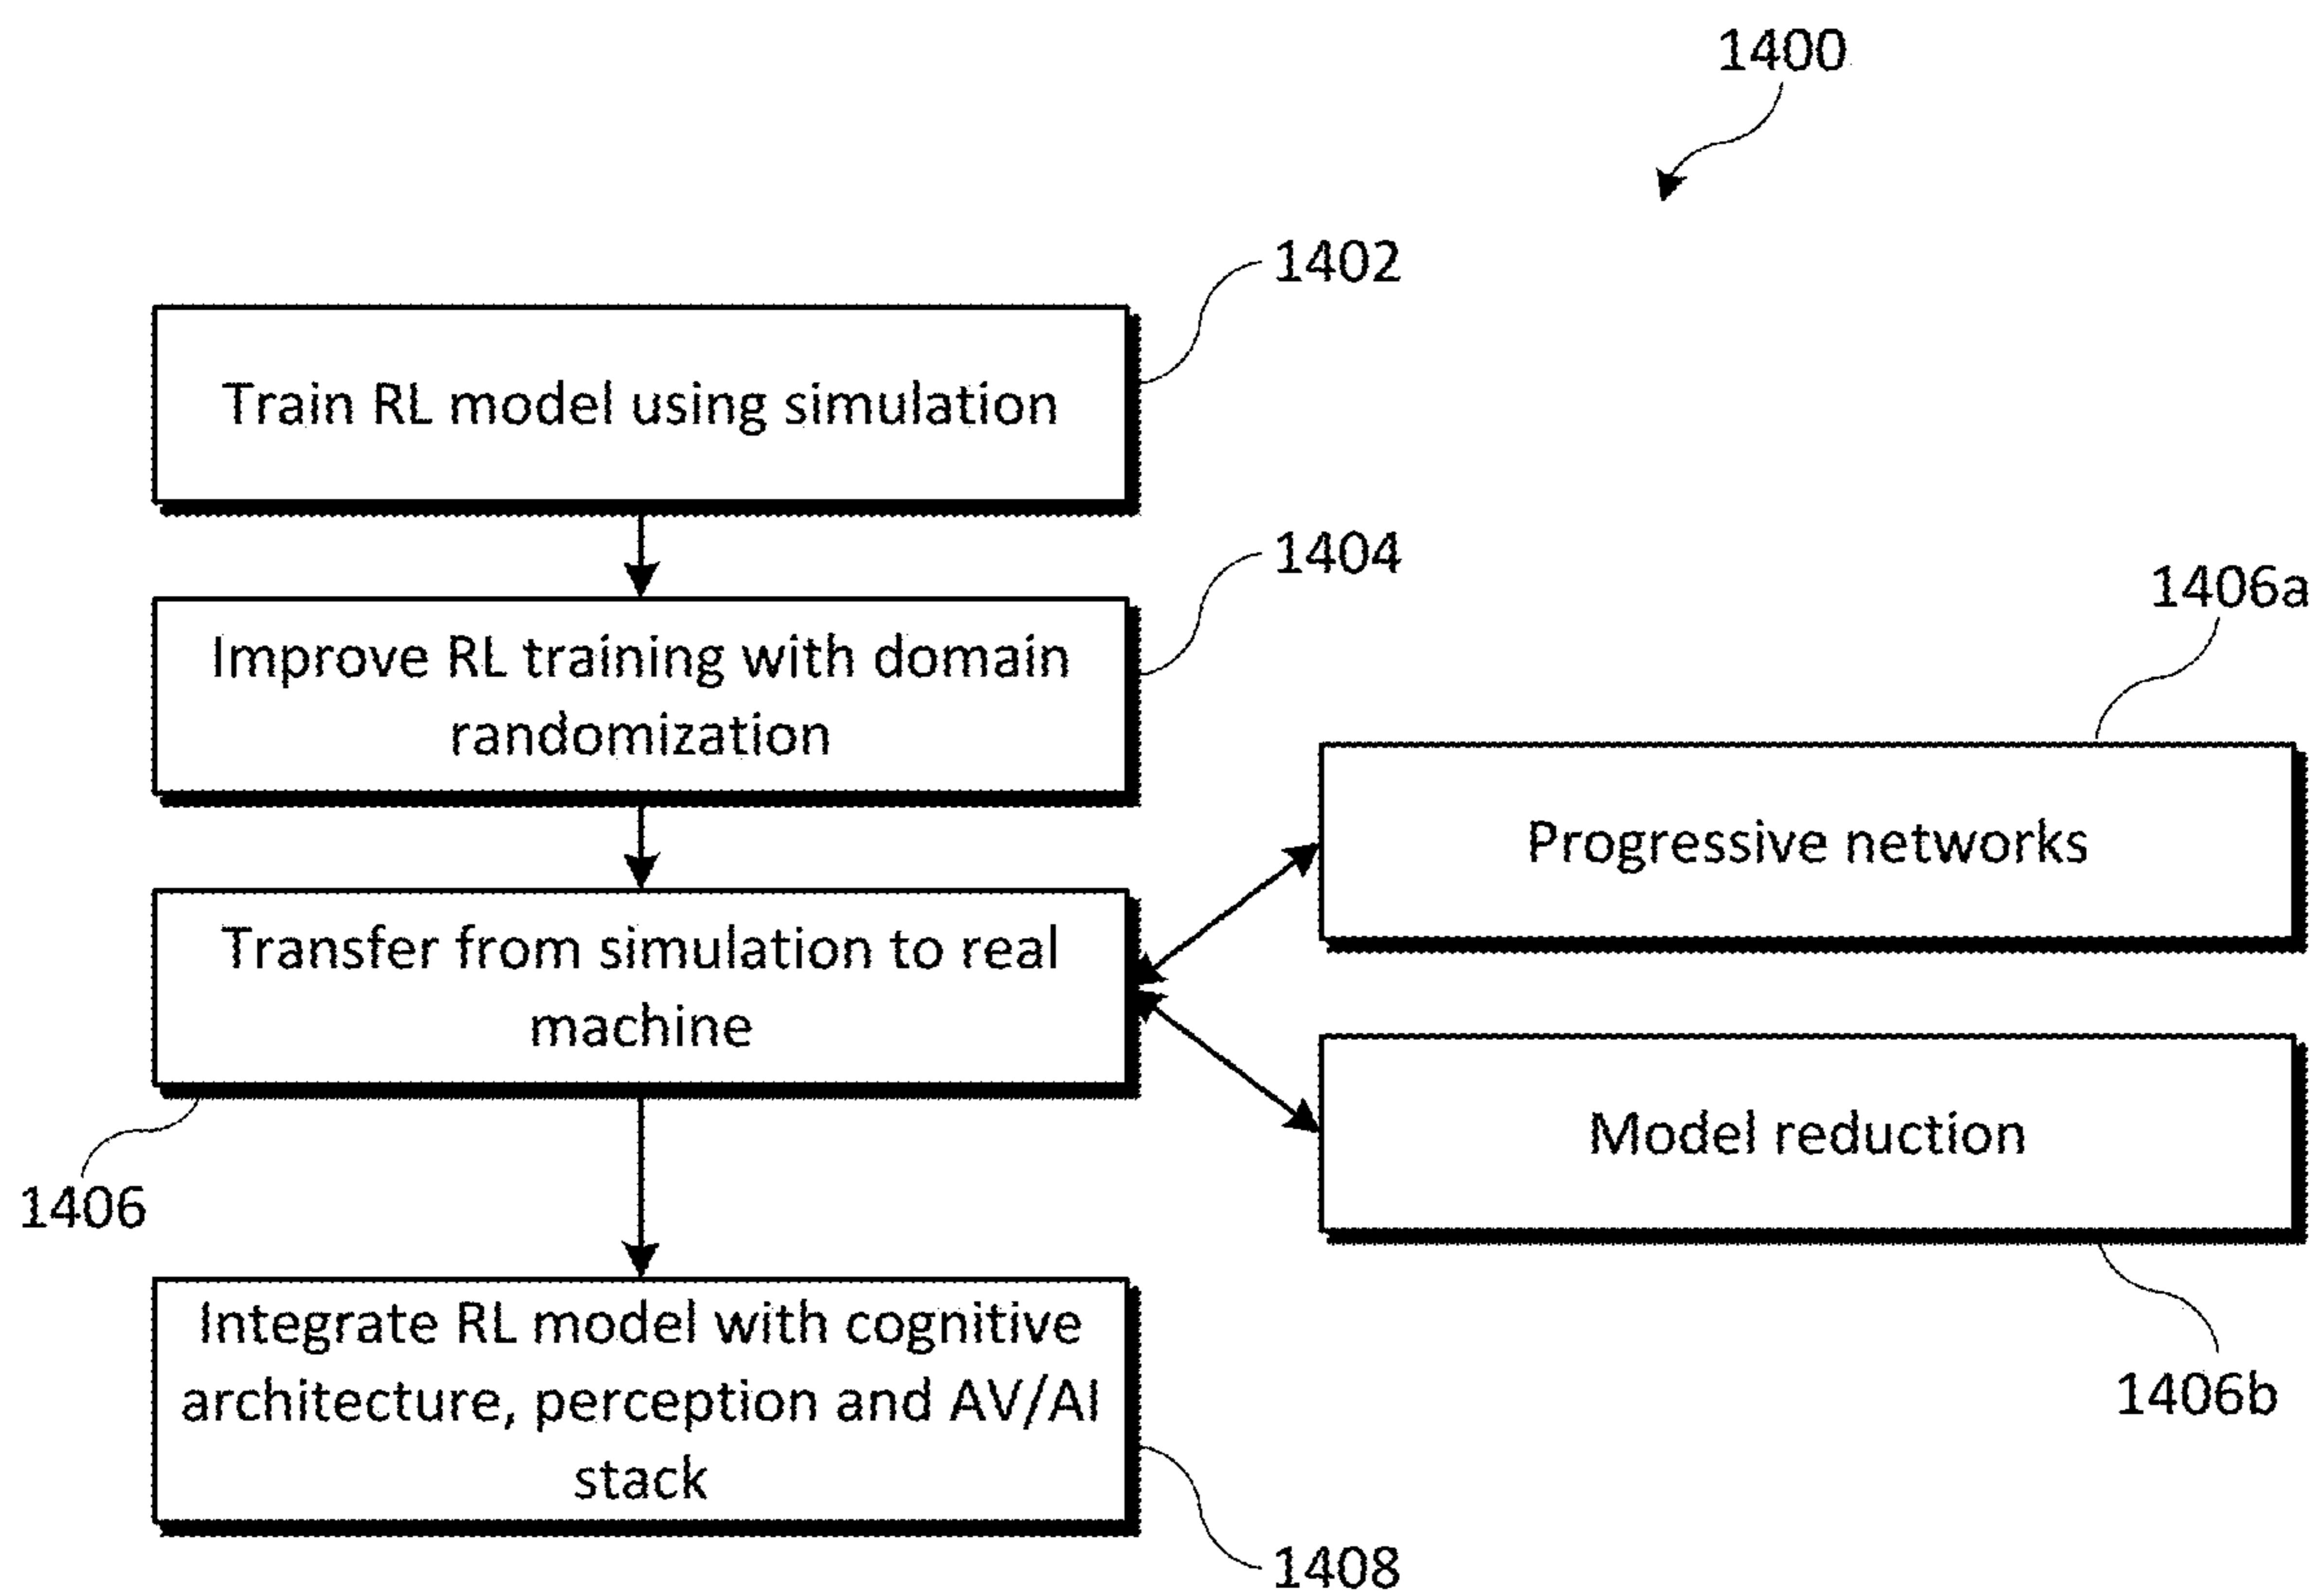 1400
1402
Train RL model using simulation
1404
Improve RL training with domain
randomization
1406a
Progressive networks
Transfer from simulation to real
machine
Model reduction
1406
1406b
Integrate RL model with cognitive
architecture, perception and AV/AI
stack
1408